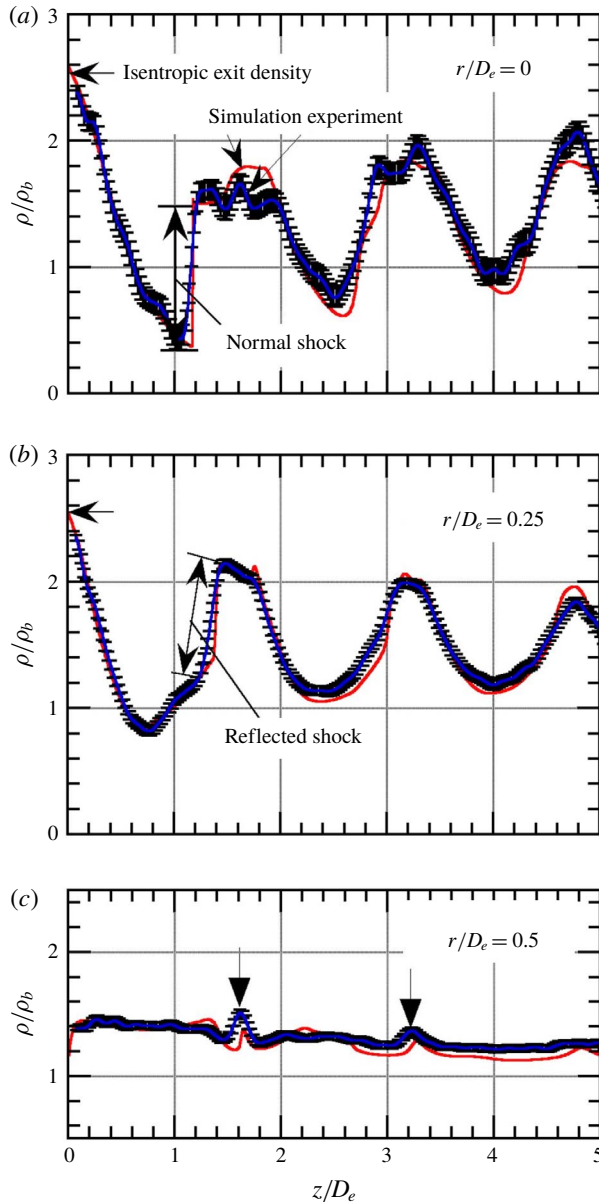 (a)
3
Isentropic exit density
r/Dₑ = 0
Simulation experiment
2
ρ/ρb
1
Normal shock
0
(b)
3
r/Dₑ = 0.25
2
ρ/ρb
1
Reflected shock
0
(c)
r/Dₑ = 0.5
2
ρ/ρb
1
0 1 2 3 4 5
z/Dₑ